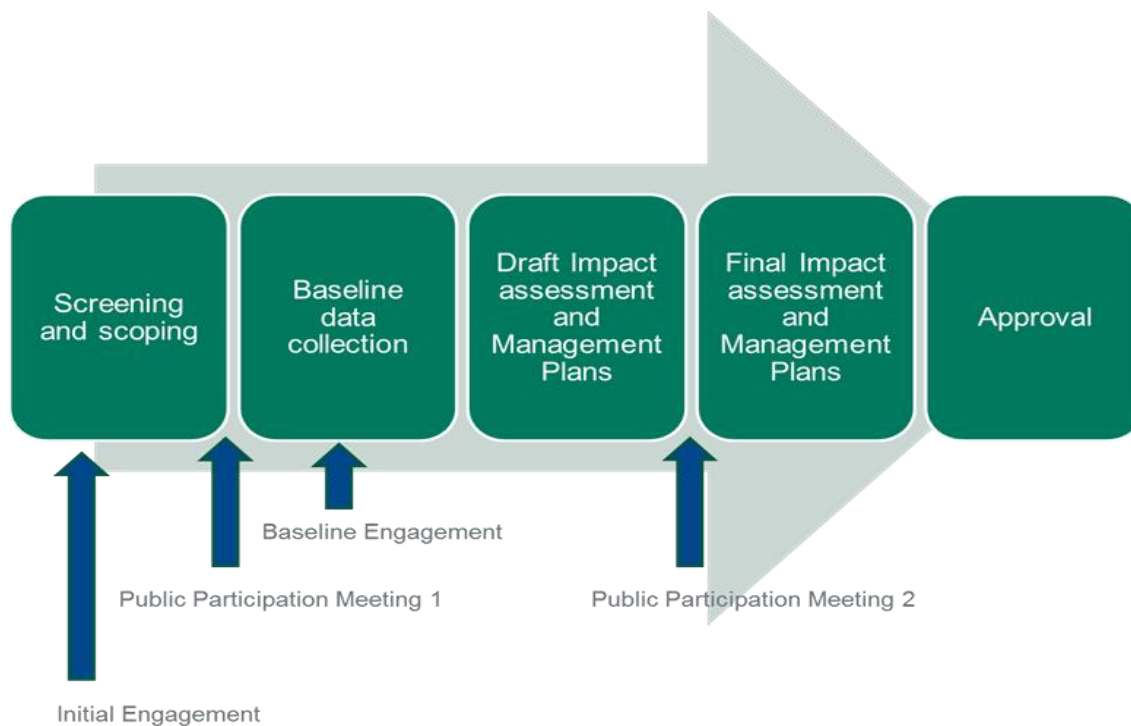 Screening
and scoping
Baseline
data
collection
Draft Impact
assessment
and
Management
Plans
Final Impact
assessment
and
Management
Plans
Approval
Baseline Engagement
Public Participation Meeting 1
Public Participation Meeting 2
Initial Engagement